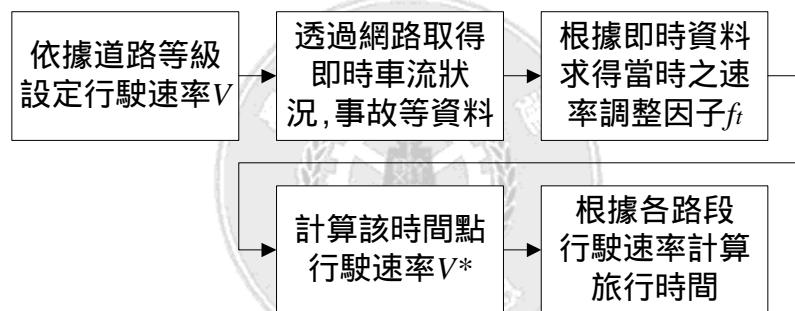 依據道路等級
設定行駛速率V
透過網路取得
即時車流狀
況,事故等資料
根據即時資料
求得當時之速
率調整因子ft
計算該時間點
行駛速率V*
根據各路段
行駛速率計算
旅行時間